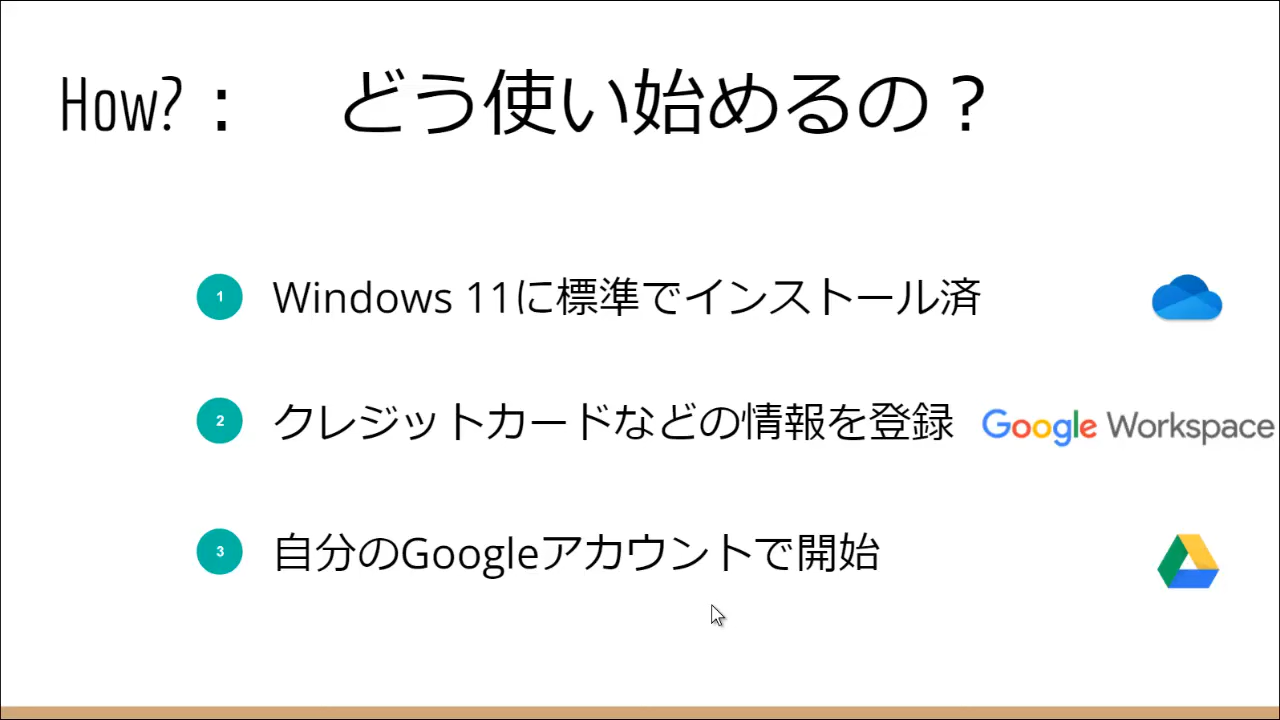 How?： どう使い始めるの？
1 Windows 11に標準でインストール済
2 クレジットカードなどの情報を登録 Google Workspace
3 自分のGoogleアカウントで開始